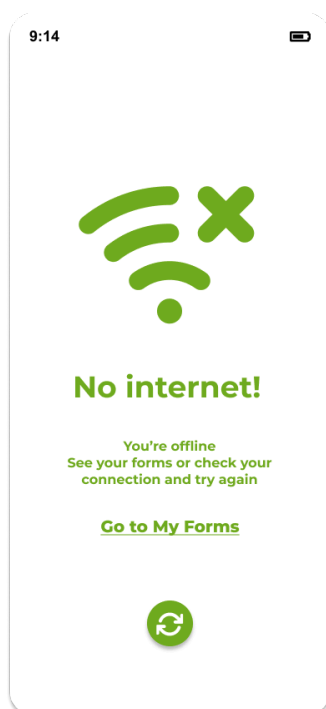 9:14
No internet!
You’re offline
See your forms or check your
connection and try again
Go to My Forms